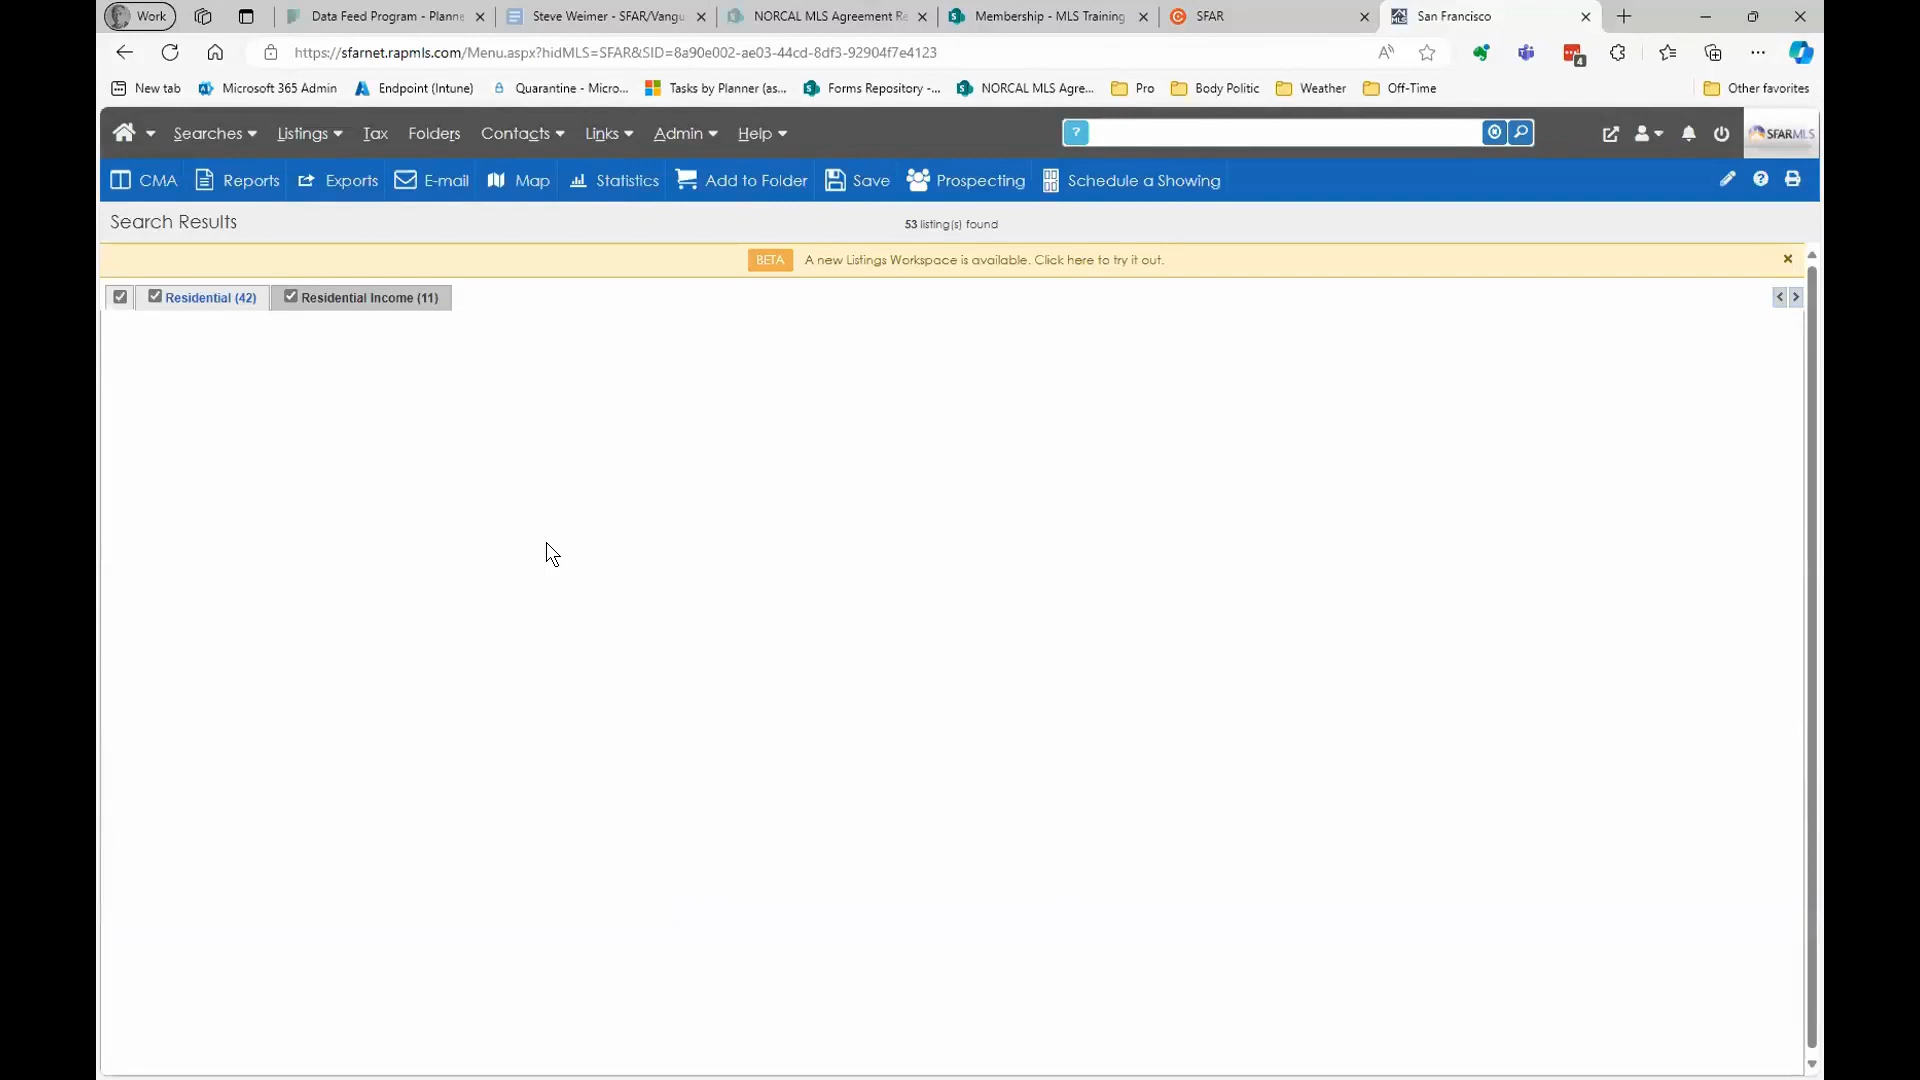 Work
Data Feed Program - Planne
Steve Weimer - SFAR/Vangu
NORCAL MLS Agreement Re
Membership - MLS Training
SFAR
San Francisco
https://sfarnet.rapmls.com/Menu.aspx?hidMLS=SFAR&SID=8a90e002-ae03-44cd-8df3-92904f7e4123
4
New tab
Microsoft 365 Admin
Endpoint (Intune)
Quarantine - Micro...
Tasks by Planner (as...
Forms Repository -...
NORCAL MLS Agre...
Pro
Body Politic
Weather
Off-Time
Other favorites
Searches
Listings
Tax
Folders
Contacts
Links
Admin
Help
?
SFARMLS
CMA
Reports
Exports
E-mail
Map
Statistics
Add to Folder
Save
Prospecting
Schedule a Showing
Search Results
53 listing(s) found
BETA A new Listings Workspace is available. Click here to try it out.
Residential (42)
Residential Income (11)